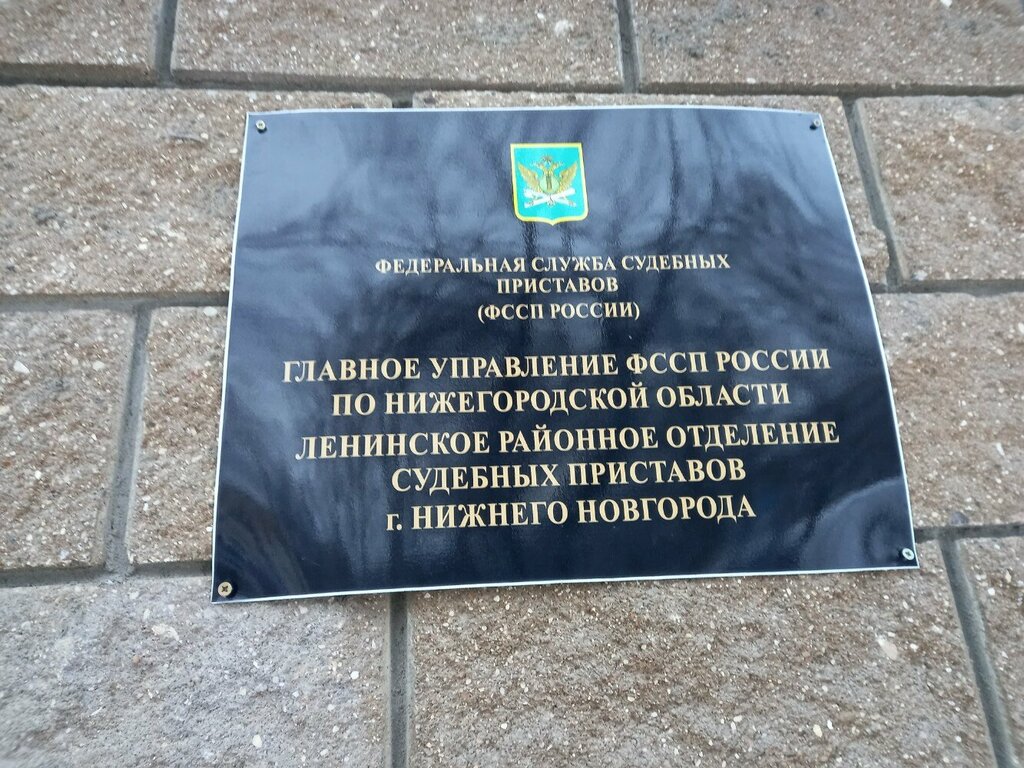 ФЕДЕРАЛЬНАЯ СЛУЖБА СУДЕБНЫХ
ПРИСТАВОВ
(ФССП РОССИИ)
ГЛАВНОЕ УПРАВЛЕНИЕ ФССП РОССИИ
ПО НИЖЕГОРОДСКОЙ ОБЛАСТИ
ЛЕНИНСКОЕ РАЙОННОЕ ОТДЕЛЕНИЕ
СУДЕБНЫХ ПРИСТАВОВ
г. НИЖНЕГО НОВГОРОДА